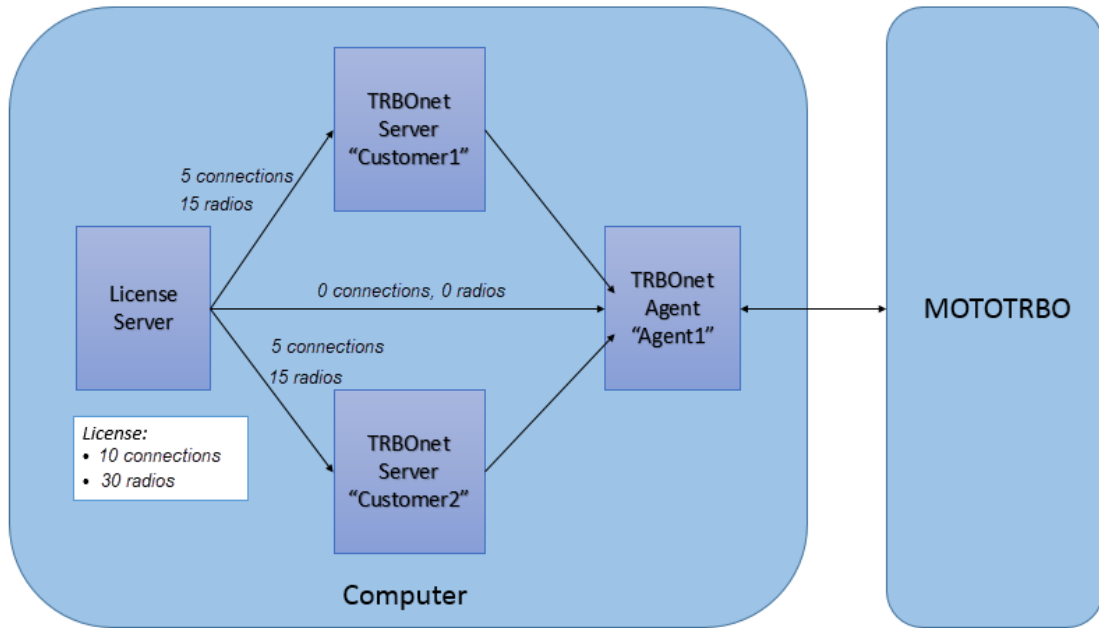 TRBOnet
Server
“Customer1”
5 connections
15 radios
License
Server
0 connections, 0 radios
TRBOnet
Agent
“Agent1”
MOTOTRBO
5 connections
15 radios
License:
• 10 connections
• 30 radios
TRBOnet
Server
“Customer2”
Computer